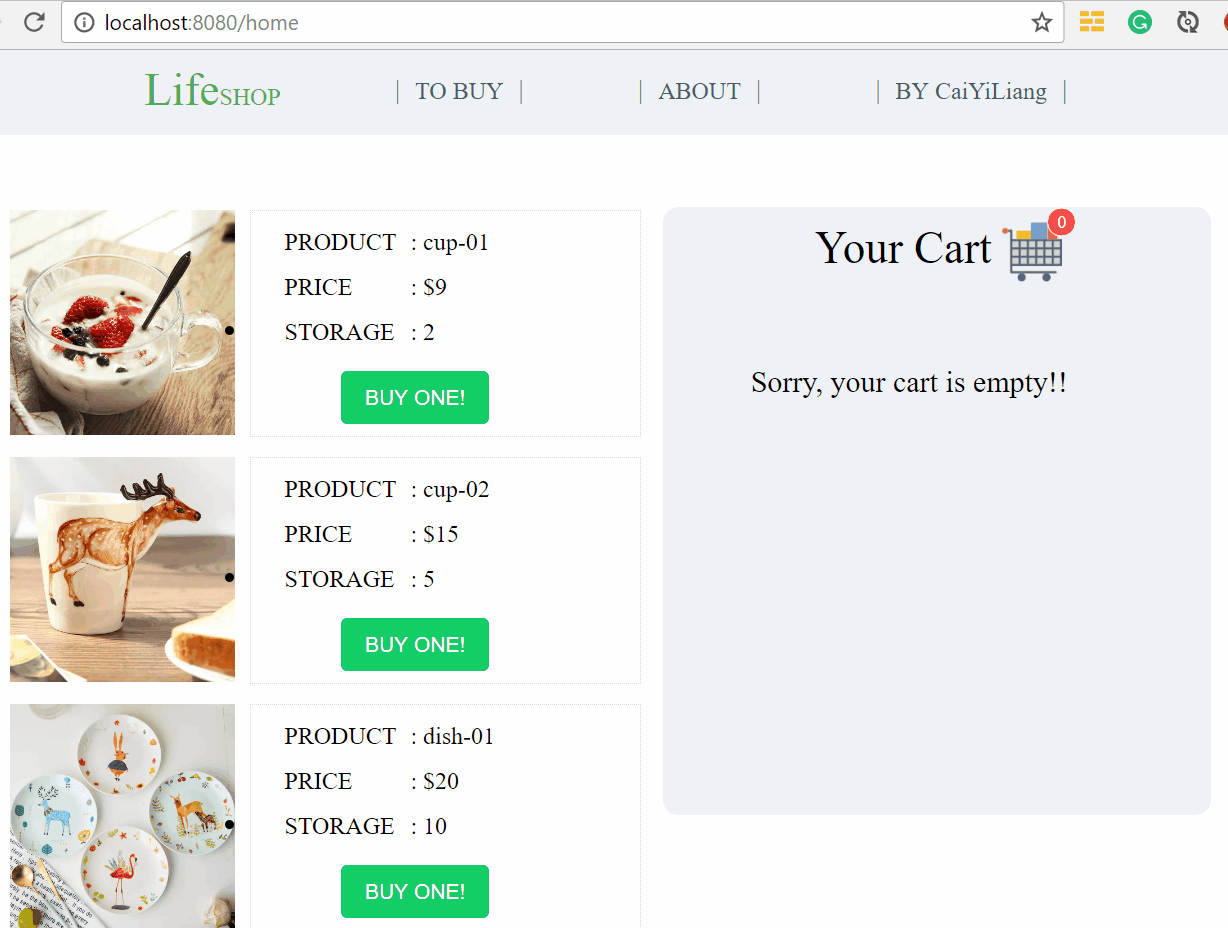 localhost:8080/home
LifeSHOP | TO BUY | | ABOUT | | BY CaiYiLiang |
PRODUCT : cup-01
PRICE : $9
STORAGE : 2
BUY ONE!
PRODUCT : cup-02
PRICE : $15
STORAGE : 5
BUY ONE!
PRODUCT : dish-01
PRICE : $20
STORAGE : 10
BUY ONE!
Your Cart 0
Sorry, your cart is empty!!